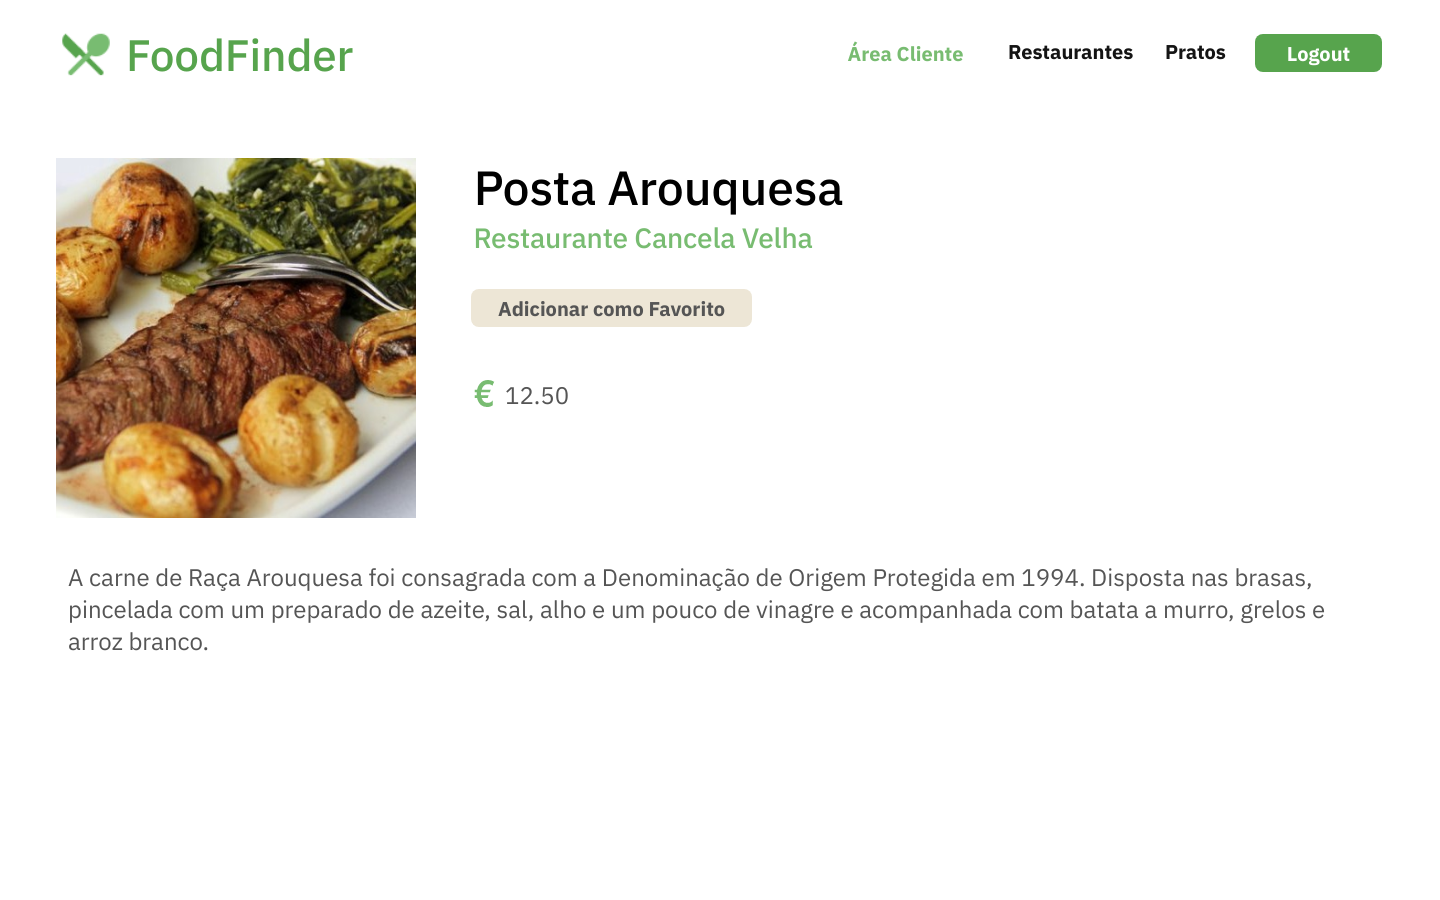 FoodFinder
Área Cliente
Restaurantes
Pratos
Logout
Posta Arouquesa
Restaurante Cancela Velha
Adicionar como Favorito
€ 12.50
A carne de Raça Arouquesa foi consagrada com a Denominação de Origem Protegida em 1994. Disposta nas brasas,
pincelada com um preparado de azeite, sal, alho e um pouco de vinagre e acompanhada com batata a murro, grelos e
arroz branco.